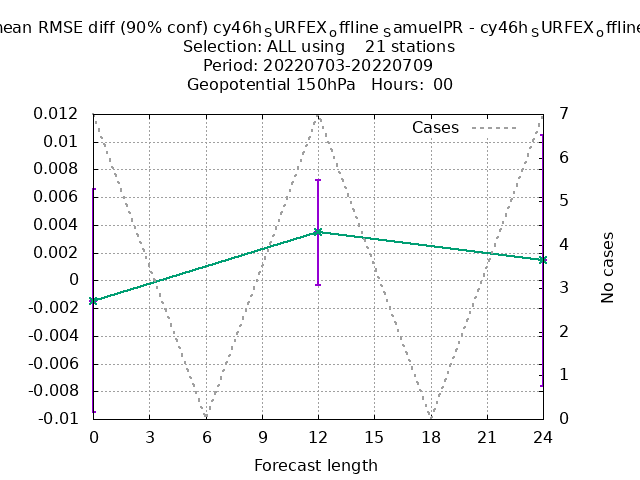 RMSE diff (90% conf) cy46hSURFEXoffline SamuelPR - cy46hSURFEXoffline
Selection: ALL using 21 stations
Period: 20220703-20220709
Geopotential 150hPa Hours: 00
Cases
0.012
0.01
0.008
0.006
0.004
0.002
0
-0.002
-0.004
-0.006
-0.008
-0.01
7
6
5
4
3
2
1
0
No cases
0 3 6 9 12 15 18 21 24
Forecast length